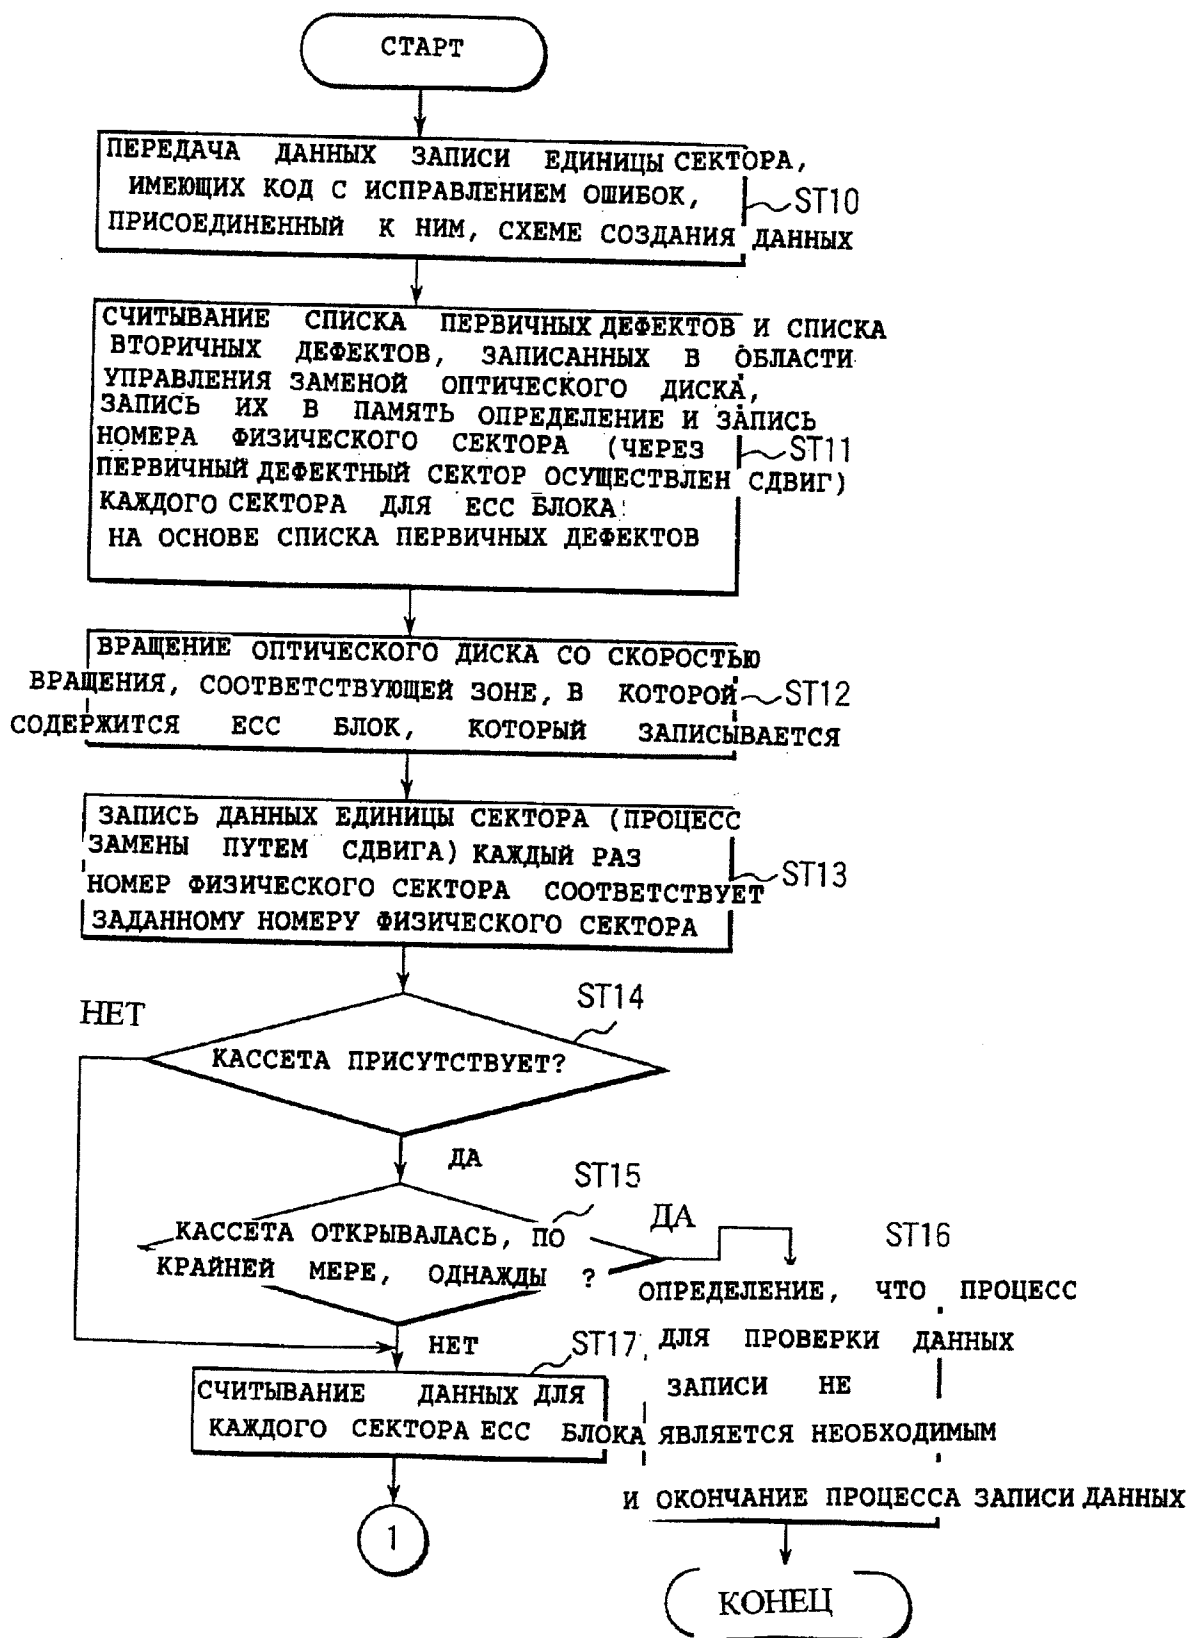 СТАРТ
ПЕРЕДАЧА ДАННЫХ ЗАПИСИ ЕДИНИЦЫ СЕКТОРА,
ИМЕЮЩИХ КОД С ИСПРАВЛЕНИЕМ ОШИБОК,
ST10
ПРИСОЕДИНЕННЫЙ К НИМ, СХЕМЕ СОЗДАНИЯ ДАННЫХ
СЧИТЫВАНИЕ СПИСКА ПЕРВИЧНЫХ ДЕФЕКТОВ И СПИСКА
ВТОРИЧНЫХ ДЕФЕКТОВ, ЗАПИСАННЫХ В ОБЛАСТИ
УПРАВЛЕНИЯ ЗАМЕНОЙ ОПТИЧЕСКОГО ДИСКА,
ЗАПИСЬ ИХ В ПАМЯТЬ ОПРЕДЕЛЕНИЕ И ЗАПИСЬ
НОМЕРА ФИЗИЧЕСКОГО СЕКТОРА (ЧЕРЕЗ
ST11
ПЕРВИЧНЫЙ ДЕФЕКТНЫЙ СЕКТОР ОСУЩЕСТВЛЕН СДВИГ)
КАЖДОГО СЕКТОРА ДЛЯ ЕСС БЛОКА
НА ОСНОВЕ СПИСКА ПЕРВИЧНЫХ ДЕФЕКТОВ
ВРАЩЕНИЕ ОПТИЧЕСКОГО ДИСКА СО СКОРОСТЬЮ
ВРАЩЕНИЯ, СООТВЕТСТВУЮЩЕЙ ЗОНЕ, В КОТОРОЙ
ST12
СОДЕРЖИТСЯ ЕСС БЛОК, КОТОРЫЙ ЗАПИСЫВАЕТСЯ
ЗАПИСЬ ДАННЫХ ЕДИНИЦЫ СЕКТОРА (ПРОЦЕСС
ЗАМЕНЫ ПУТЕМ СДВИГА) КАЖДЫЙ РАЗ
ST13
НОМЕР ФИЗИЧЕСКОГО СЕКТОРА СООТВЕТСТВУЕТ
ЗАДАННОМУ НОМЕРУ ФИЗИЧЕСКОГО СЕКТОРА
ST14
НЕТ
КАССЕТА ПРИСУТСТВУЕТ?
ДА
ST15
КАССЕТА ОТКРЫВАЛАСЬ, ПО
КРАЙНЕЙ МЕРЕ, ОДНАЖДЫ ?
ДА
ST16
ОПРЕДЕЛЕНИЕ, ЧТО ПРОЦЕСС
ДЛЯ ПРОВЕРКИ ДАННЫХ
ЗАПИСИ НЕ
ЯВЛЯЕТСЯ НЕОБХОДИМЫМ
И ОКОНЧАНИЕ ПРОЦЕССА ЗАПИСИ ДАННЫХ
КОНЕЦ
НЕТ
ST17
СЧИТЫВАНИЕ ДАННЫХ ДЛЯ
КАЖДОГО СЕКТОРА ЕСС БЛОКА
1